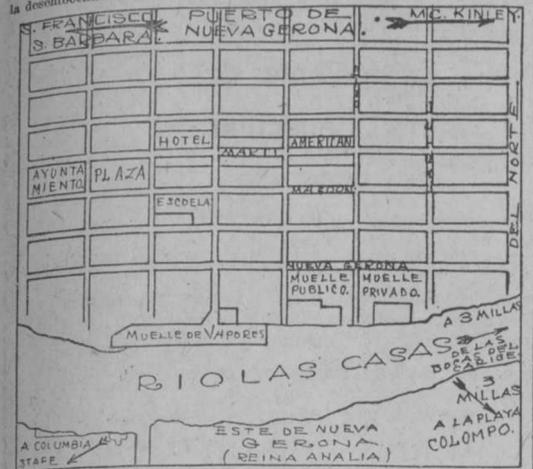 S. FRANCISCO
S. BARBARA.
PUERTO DE
NUEVA GERONA.
MC. KINLEY.
HOTEL
AMERICAN
MARTI
AYUNTA
MIENTO.
PLAZA
ESCUELA
DEL NORTE
NUEVA GERONA
MUELLE
PUBLICO.
MUELLE
PRIVADO.
MUELLE DE VAPORES
A 3 MILLAS
DE LAS
BOCAS DEL
RIO LAS CASAS
3
MILLAS
A LA PLAYA
COLOMPO.
ESTE DE NUEVA
GERONA
(REINA ANALIA)
A COLUMBIA